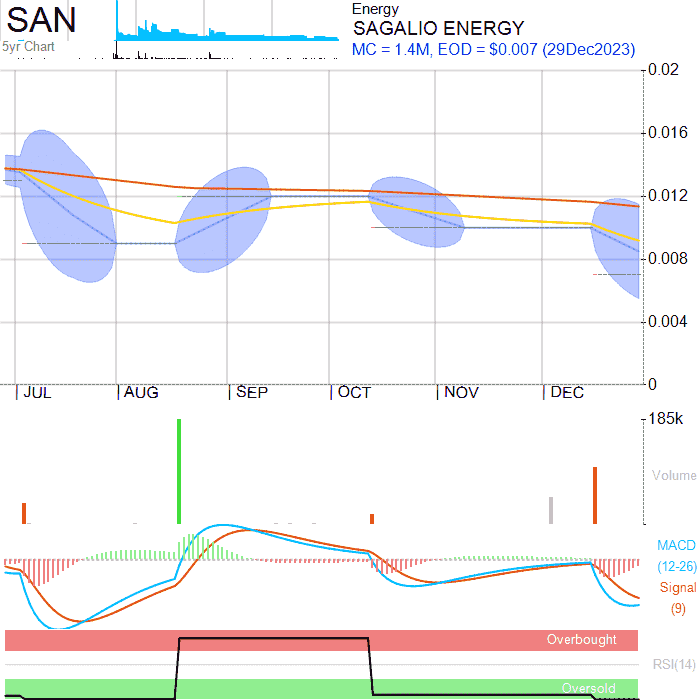 SAN
5yr Chart
Energy
SAGALIO ENERGY
MC = 1.4M, EOD = $0.007 (29Dec2023)
0.02
0.016
0.012
0.008
0.004
0
JUL AUG SEP OCT NOV DEC
185k
Volume
MACD
(12-26)
Signal
(9)
Overbought
RSI(14)
Oversold